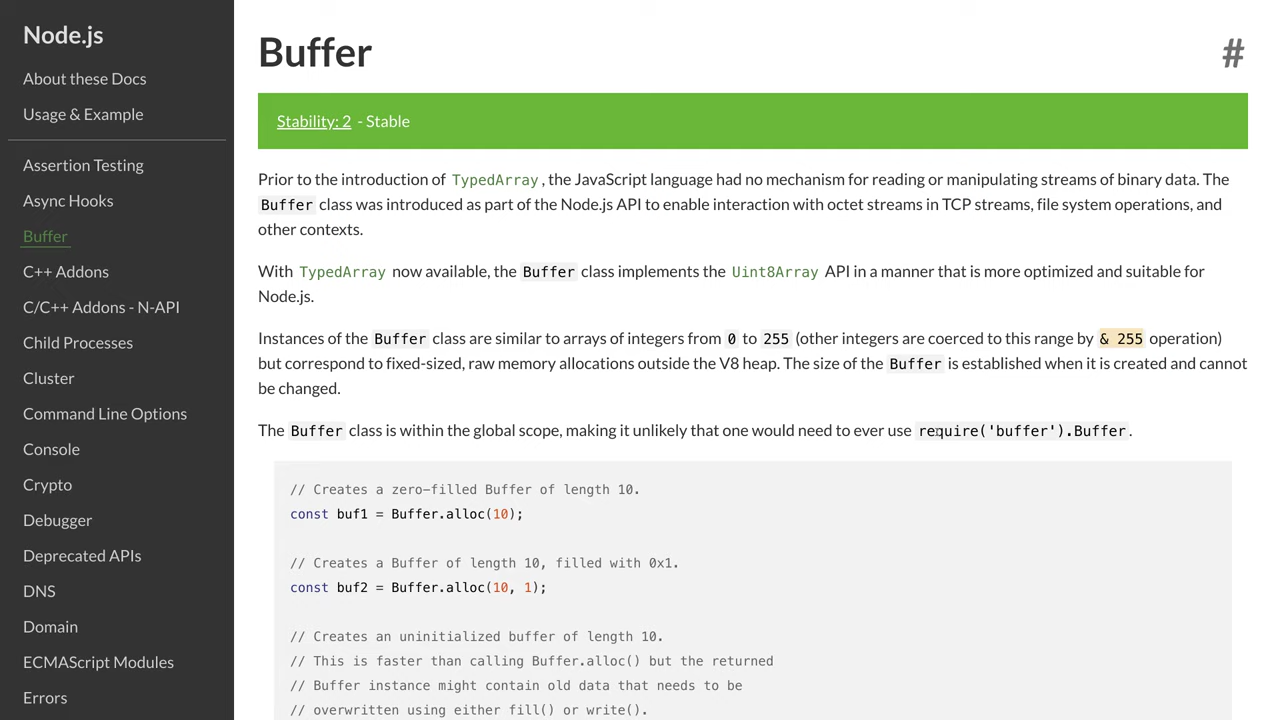 Node.js
About these Docs
Usage & Example
Assertion Testing
Async Hooks
Buffer
C++ Addons
C/C++ Addons - N-API
Child Processes
Cluster
Command Line Options
Console
Crypto
Debugger
Deprecated APIs
DNS
Domain
ECMAScript Modules
Errors
Buffer #
Stability: 2 - Stable
Prior to the introduction of TypedArray, the JavaScript language had no mechanism for reading or manipulating streams of binary data. The
Buffer class was introduced as part of the Node.js API to enable interaction with octet streams in TCP streams, file system operations, and
other contexts.
With TypedArray now available, the Buffer class implements the Uint8Array API in a manner that is more optimized and suitable for
Node.js.
Instances of the Buffer class are similar to arrays of integers from 0 to 255 (other integers are coerced to this range by & 255 operation)
but correspond to fixed-sized, raw memory allocations outside the V8 heap. The size of the Buffer is established when it is created and cannot
be changed.
The Buffer class is within the global scope, making it unlikely that one would need to ever use require('buffer').Buffer.
// Creates a zero-filled Buffer of length 10.
const buf1 = Buffer.alloc(10);
// Creates a Buffer of length 10, filled with 0x1.
const buf2 = Buffer.alloc(10, 1);
// Creates an uninitialized buffer of length 10.
// This is faster than calling Buffer.alloc() but the returned
// Buffer instance might contain old data that needs to be
// overwritten using either fill() or write().